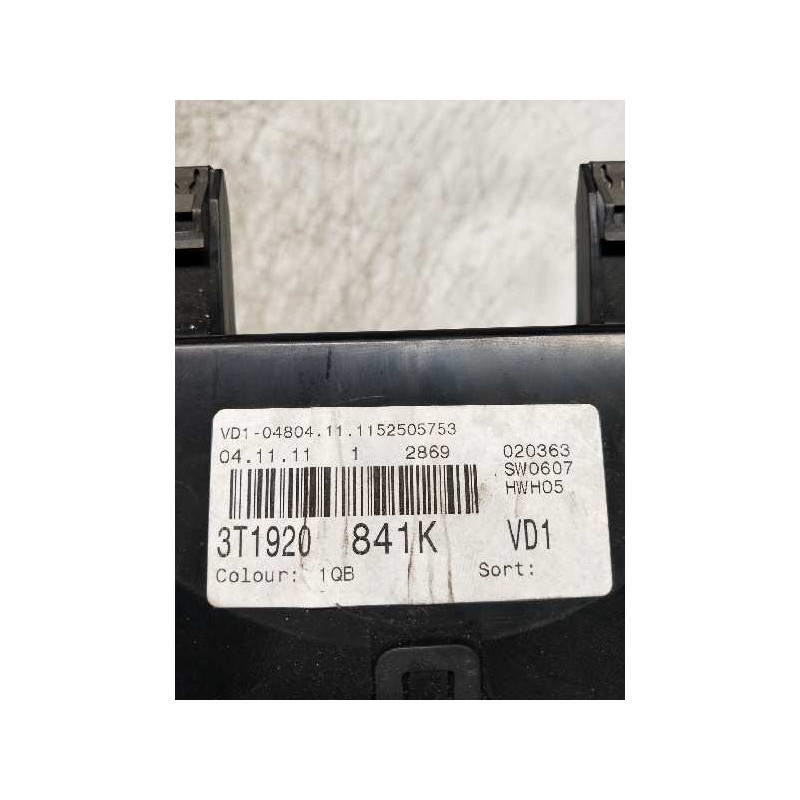 VD1-04804.11.1152505753
04.11.11 1 2869 020363
SW0607
HWH05
3T1920 841K VD1
Colour: 1QB Sort: